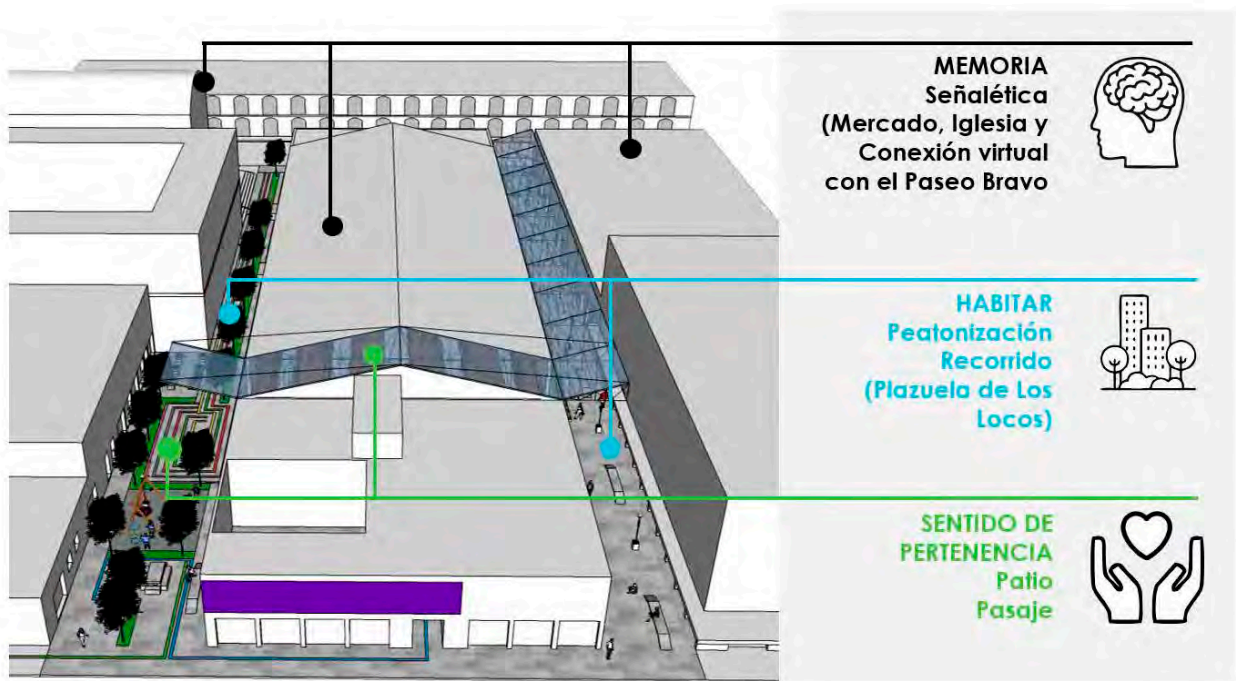 MEMORIA
Señalética
(Mercado, Iglesia y
Conexión virtual
con el Paseo Bravo
HABITAR
Peatonización
Recorrido
(Plazuela de Los
Locos)
SENTIDO DE
PERTENENCIA
Patio
Pasaje